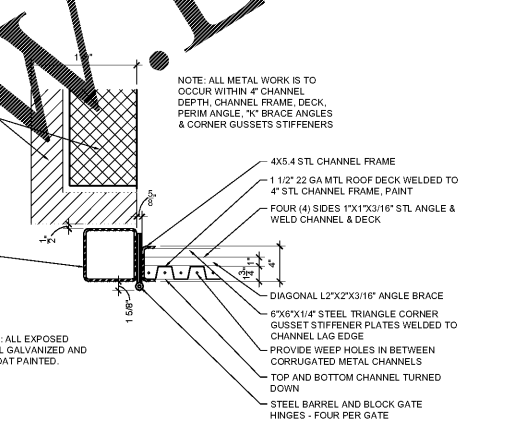 NOTE: ALL METAL WORK IS TO
OCCUR WITHIN 4" CHANNEL
DEPTH, CHANNEL FRAME, DECK,
PERIM ANGLE, "K" BRACE ANGLES
& CORNER GUSSETS STIFFENERS
4X5.4 STL CHANNEL FRAME
1 1/2" 22 GA MTL ROOF DECK WELDED TO
4" STL CHANNEL FRAME, PAINT
FOUR (4) SIDES 1"X1"X3/16" STL ANGLE &
WELD CHANNEL & DECK
5/8
1/2
1"
4"
1 5/8"
DIAGONAL L2"X2"X3/16" ANGLE BRACE
6"X6"X1/4" STEEL TRIANGLE CORNER
GUSSET STIFFENER PLATES WELDED TO
CHANNEL LAG EDGE
PROVIDE WEEP HOLES IN BETWEEN
CORRUGATED METAL CHANNELS
TOP AND BOTTOM CHANNEL TURNED
DOWN
STEEL BARREL AND BLOCK GATE
HINGES - FOUR PER GATE
: ALL EXPOSED
L GALVANIZED AND
OAT PAINTED.